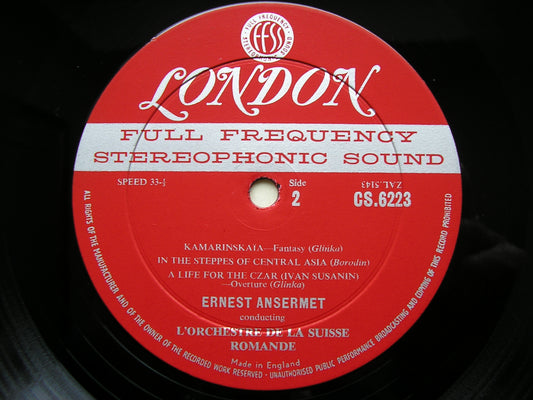 FULL FREQUENCY STEREOPHONIC SOUND
FFSS
LONDON
FULL FREQUENCY
STEREOPHONIC SOUND
SPEED 33-⅓
Side
2
ZAL. 5143
CS.6223
KAMARINSKAIA—Fantasy (Glinka)
IN THE STEPPES OF CENTRAL ASIA (Borodin)
A LIFE FOR THE CZAR (IVAN SUSANIN)
—Overture (Glinka)
ERNEST ANSERMET
conducting
L'ORCHESTRE DE LA SUISSE
ROMANDE
Made in England
ALL RIGHTS OF THE MANUFACTURER AND OF THE OWNER OF THE RECORDED WORK RESERVED - UNAUTHORISED PUBLIC PERFORMANCE BROADCASTING AND COPYING OF THIS RECORD PROHIBITED